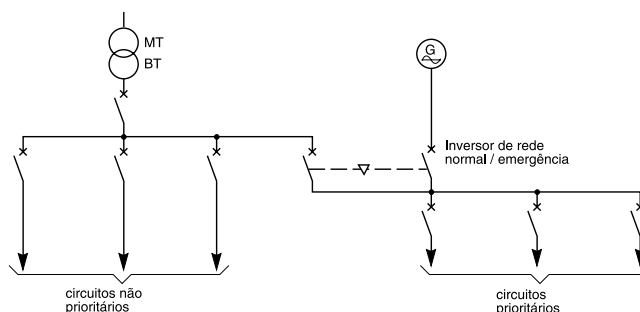 MT
BT
G
Inversor de rede
normal / emergência
circuitos não
prioritários
circuitos
prioritários